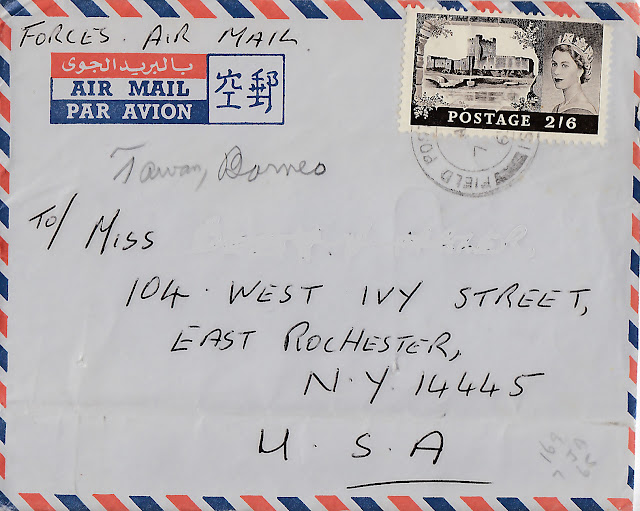 FORCES. AIR MAIL
بالبريد الجوى
AIR MAIL
PAR AVION
空郵
POSTAGE 2'/6
FIELD POS
Tawau, Borneo
To/ MISS
104 · WEST IVY STREET,
EAST ROCHESTER,
N·Y· 14445
U. S. A